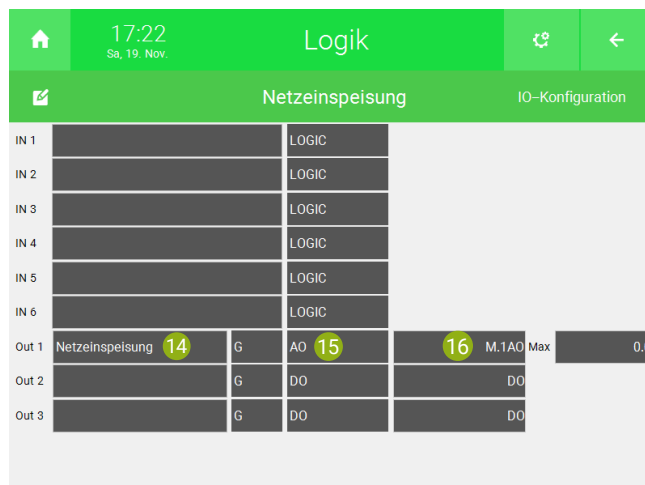 17:22
Sa, 19. Nov.
Logik
Netzeinspeisung
IO-Konfiguration
IN 1 LOGIC
IN 2 LOGIC
IN 3 LOGIC
IN 4 LOGIC
IN 5 LOGIC
IN 6 LOGIC
Out 1 Netzeinspeisung 14 G AO 15 16 M.1AO Max 0.
Out 2 G DO DO
Out 3 G DO DO